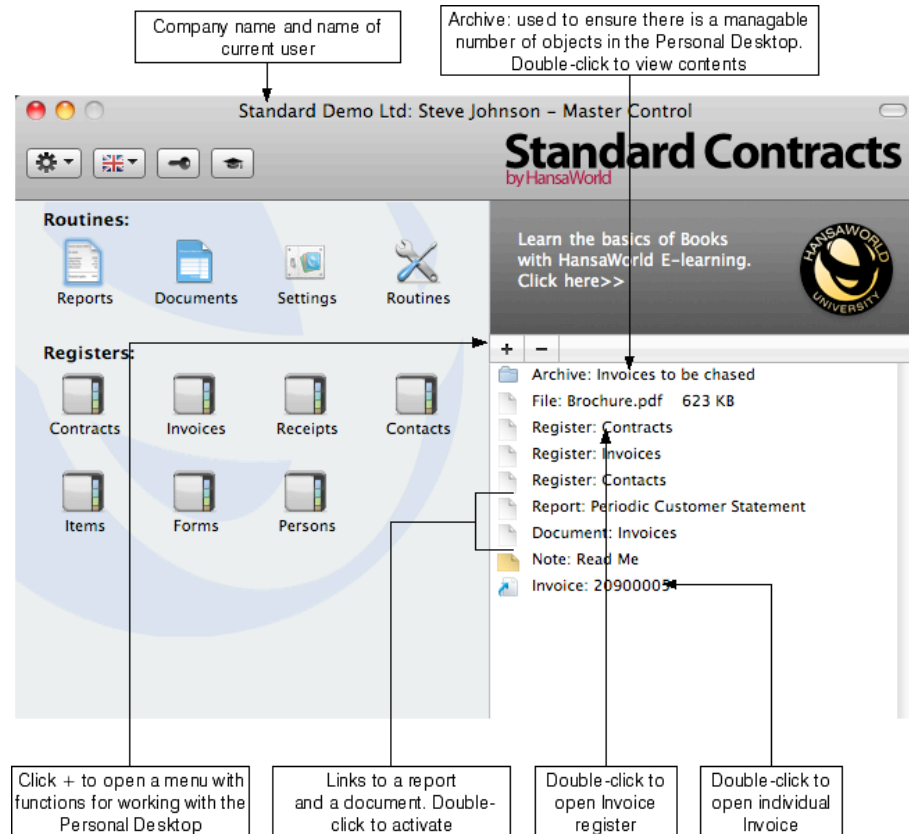 Company name and name of
current user
Archive: used to ensure there is a managable
number of objects in the Personal Desktop.
Double-click to view contents
Standard Demo Ltd: Steve Johnson – Master Control
Standard Contracts
by HansaWorld
Routines:
Reports
Documents
Settings
Routines
Learn the basics of Books
with HansaWorld E-learning.
Click here>>
HANSAWORLD
UNIVERSITY
Registers:
Contracts
Invoices
Receipts
Contacts
Items
Forms
Persons
+ −
Archive: Invoices to be chased
File: Brochure.pdf 623 KB
Register: Contracts
Register: Invoices
Register: Contacts
Report: Periodic Customer Statement
Document: Invoices
Note: Read Me
Invoice: 20900005
Click + to open a menu with
functions for working with the
Personal Desktop
Links to a report
and a document. Double-
click to activate
Double-click to
open Invoice
register
Double-click to
open individual
Invoice